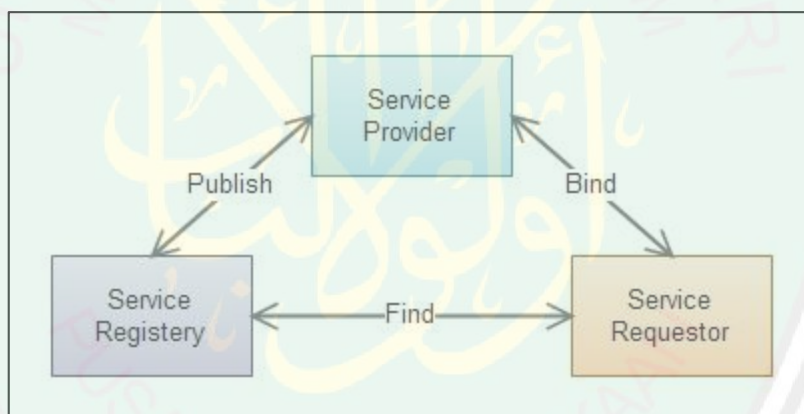 Service
Provider
Publish
Bind
Service
Registery
Find
Service
Requestor